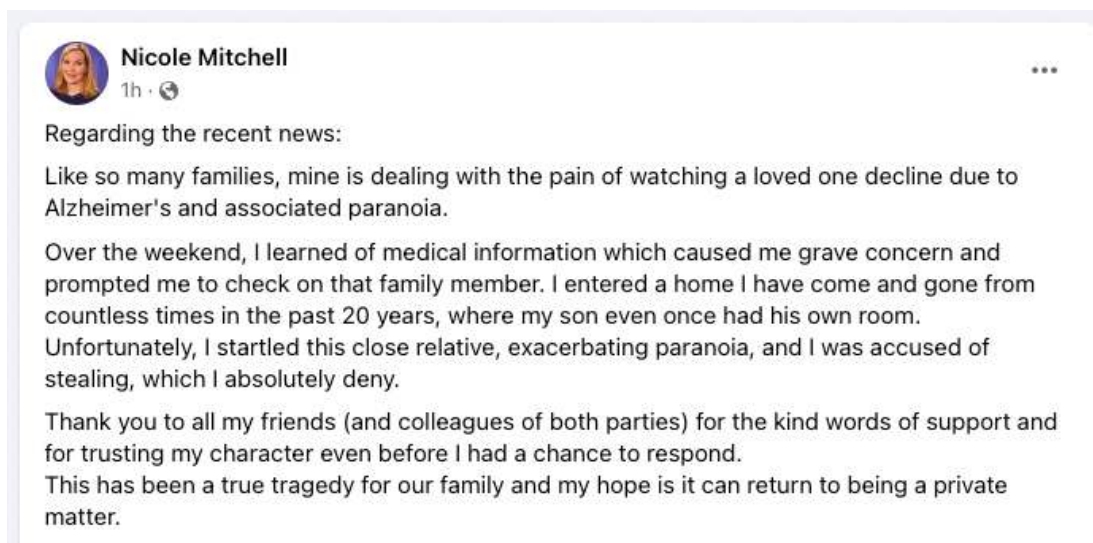 Nicole Mitchell
1h ·
Regarding the recent news:
Like so many families, mine is dealing with the pain of watching a loved one decline due to
Alzheimer's and associated paranoia.
Over the weekend, I learned of medical information which caused me grave concern and
prompted me to check on that family member. I entered a home I have come and gone from
countless times in the past 20 years, where my son even once had his own room.
Unfortunately, I startled this close relative, exacerbating paranoia, and I was accused of
stealing, which I absolutely deny.
Thank you to all my friends (and colleagues of both parties) for the kind words of support and
for trusting my character even before I had a chance to respond.
This has been a true tragedy for our family and my hope is it can return to being a private
matter.